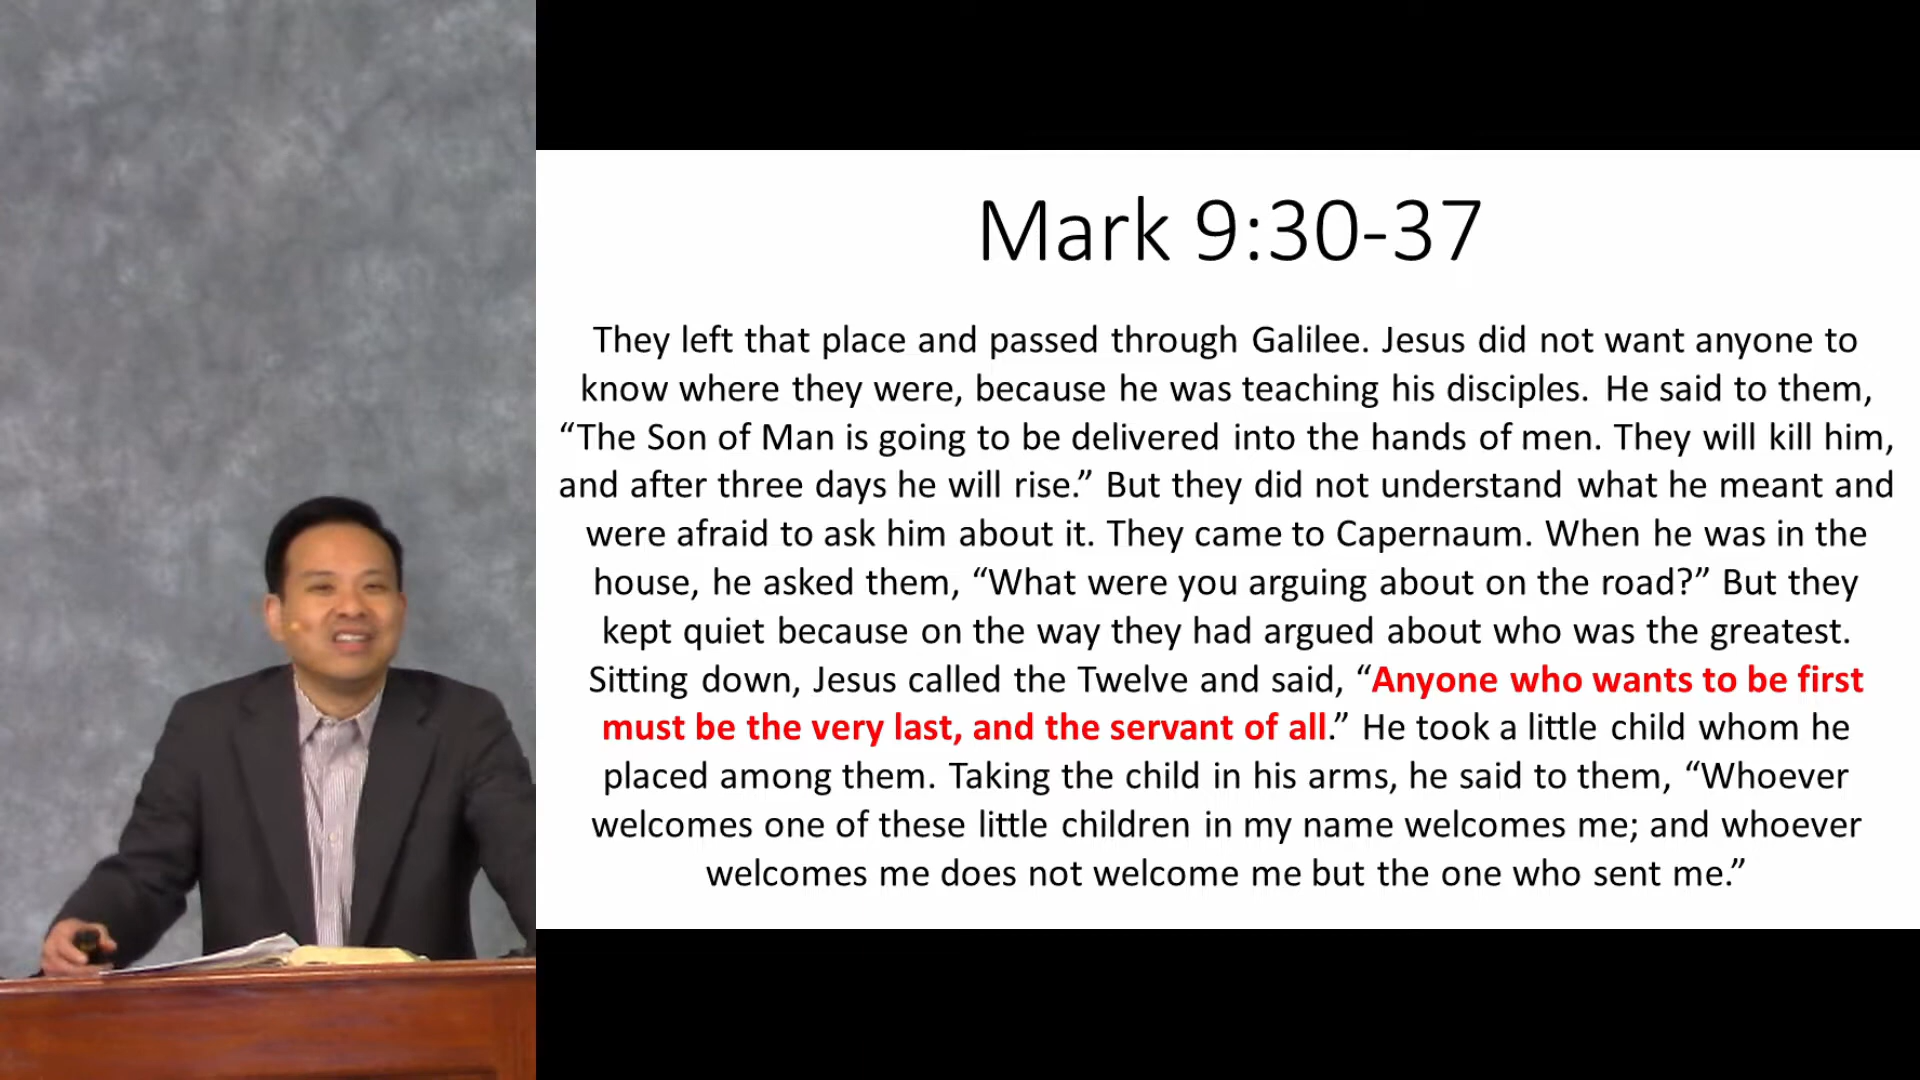 Mark 9:30-37
They left that place and passed through Galilee. Jesus did not want anyone to
know where they were, because he was teaching his disciples. He said to them,
“The Son of Man is going to be delivered into the hands of men. They will kill him,
and after three days he will rise.” But they did not understand what he meant and
were afraid to ask him about it. They came to Capernaum. When he was in the
house, he asked them, “What were you arguing about on the road?” But they
kept quiet because on the way they had argued about who was the greatest.
Sitting down, Jesus called the Twelve and said, “Anyone who wants to be first
must be the very last, and the servant of all.” He took a little child whom he
placed among them. Taking the child in his arms, he said to them, “Whoever
welcomes one of these little children in my name welcomes me; and whoever
welcomes me does not welcome me but the one who sent me.”